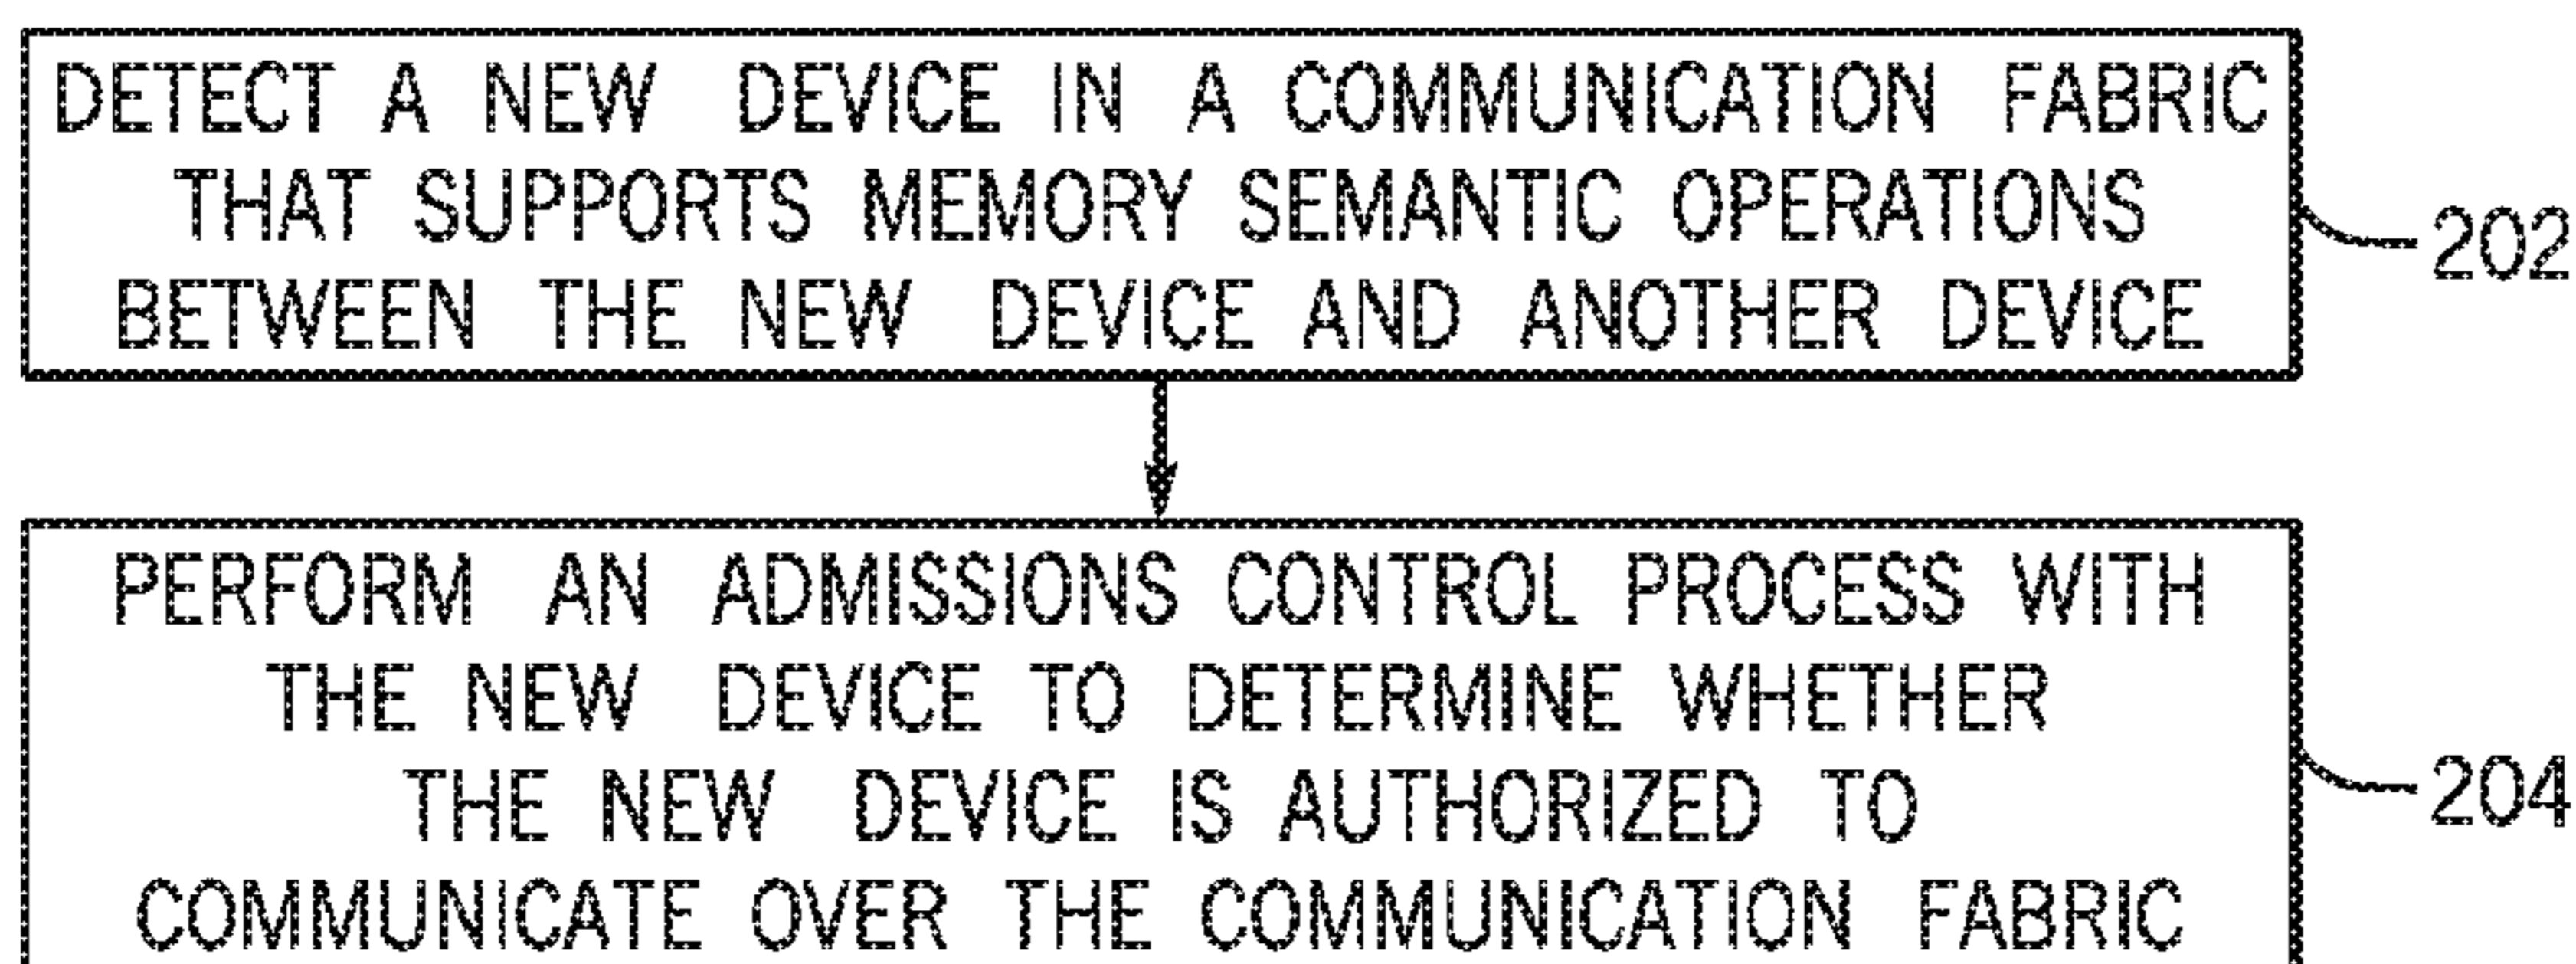 DETECT A NEW DEVICE IN A COMMUNICATION FABRIC
THAT SUPPORTS MEMORY SEMANTIC OPERATIONS
BETWEEN THE NEW DEVICE AND ANOTHER DEVICE
202
PERFORM AN ADMISSIONS CONTROL PROCESS WITH
THE NEW DEVICE TO DETERMINE WHETHER
THE NEW DEVICE IS AUTHORIZED TO
COMMUNICATE OVER THE COMMUNICATION FABRIC
204